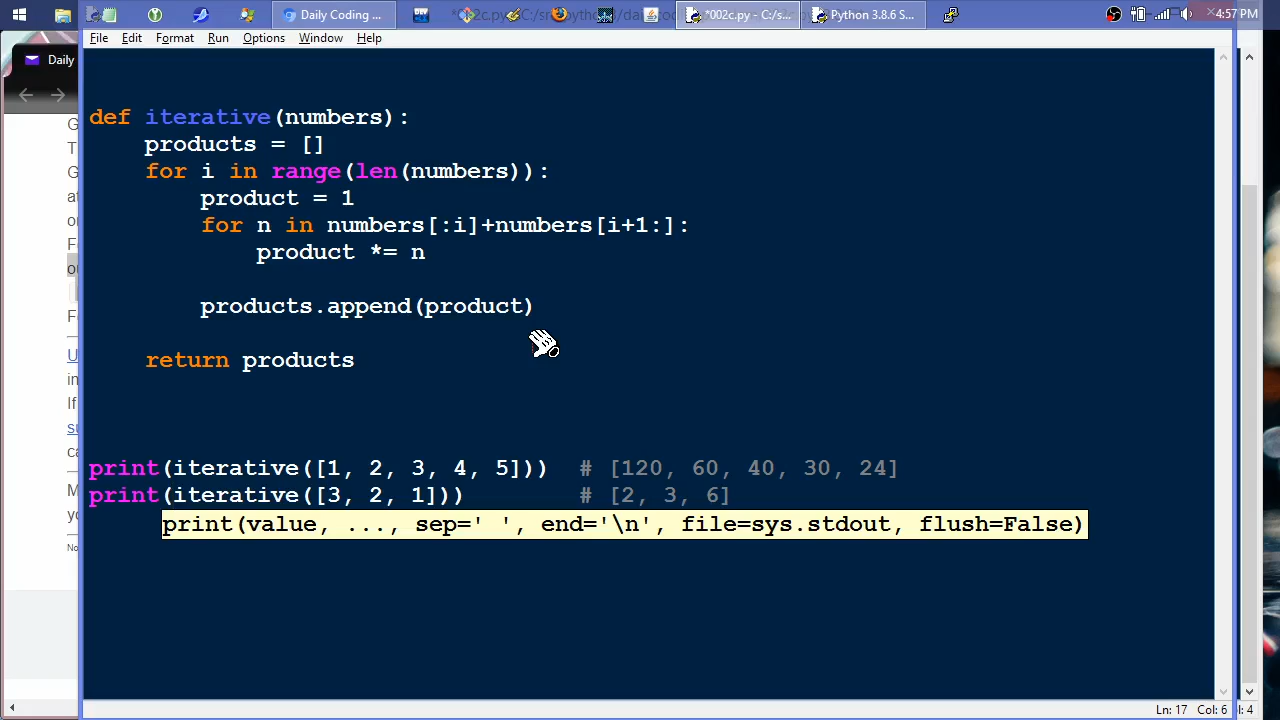 Daily Coding ...
*002c.py - C:/s...
Python 3.8.6 S...
4:57 PM
Daily
File Edit Format Run Options Window Help
def iterative(numbers):
products = []
for i in range(len(numbers)):
product = 1
for n in numbers[:i]+numbers[i+1:]:
product *= n
products.append(product)
return products
print(iterative([1, 2, 3, 4, 5])) # [120, 60, 40, 30, 24]
print(iterative([3, 2, 1])) # [2, 3, 6]
print(value, ..., sep=' ', end='\n', file=sys.stdout, flush=False)
Ln: 17 Col: 6